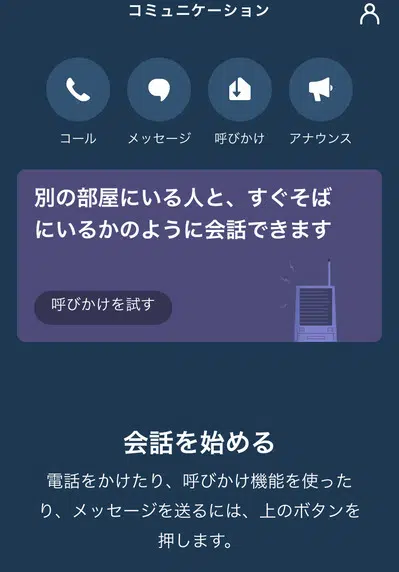 コミュニケーション
コール
メッセージ
呼びかけ
アナウンス
別の部屋にいる人と、すぐそば
にいるかのように会話できます
呼びかけを試す
会話を始める
電話をかけたり、呼びかけ機能を使った
り、メッセージを送るには、上のボタンを
押します。